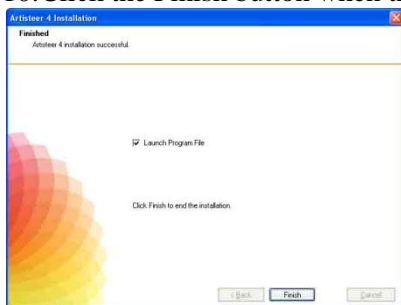 Click the Finish button when
Artisteer 4 Installation
Finished
Artisteer 4 installation successful.
Launch Program File
Click Finish to end the installation.
< Back
Finish
Cancel